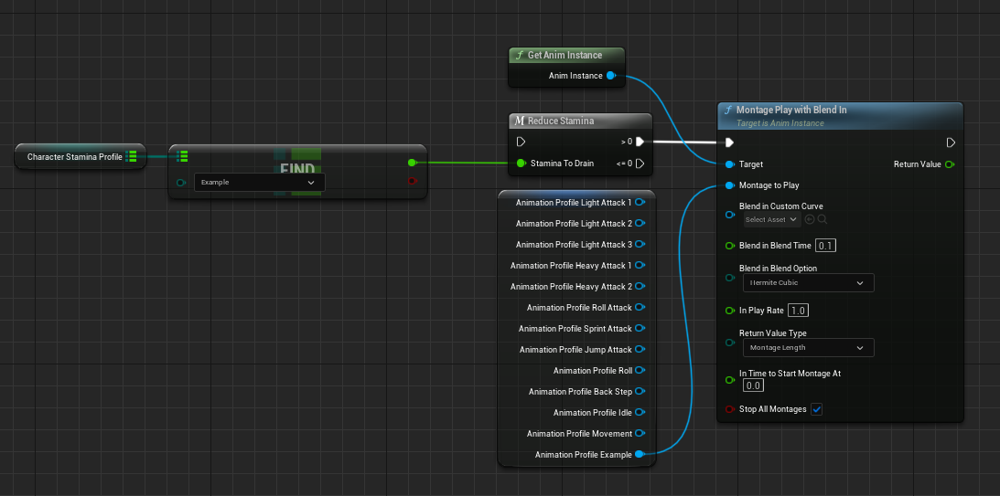 Character Stamina Profile
FIND
Example
f Get Anim Instance
Anim Instance
M Reduce Stamina
> 0
Stamina To Drain
<= 0
Animation Profile Light Attack 1
Animation Profile Light Attack 2
Animation Profile Light Attack 3
Animation Profile Heavy Attack 1
Animation Profile Heavy Attack 2
Animation Profile Roll Attack
Animation Profile Sprint Attack
Animation Profile Jump Attack
Animation Profile Roll
Animation Profile Back Step
Animation Profile Idle
Animation Profile Movement
Animation Profile Example
f Montage Play with Blend In
Target is Anim Instance
Target
Return Value
Montage to Play
Blend in Custom Curve
Select Asset
Blend in Blend Time 0.1
Blend in Blend Option
Hermite Cubic
In Play Rate 1.0
Return Value Type
Montage Length
In Time to Start Montage At
0.0
Stop All Montages